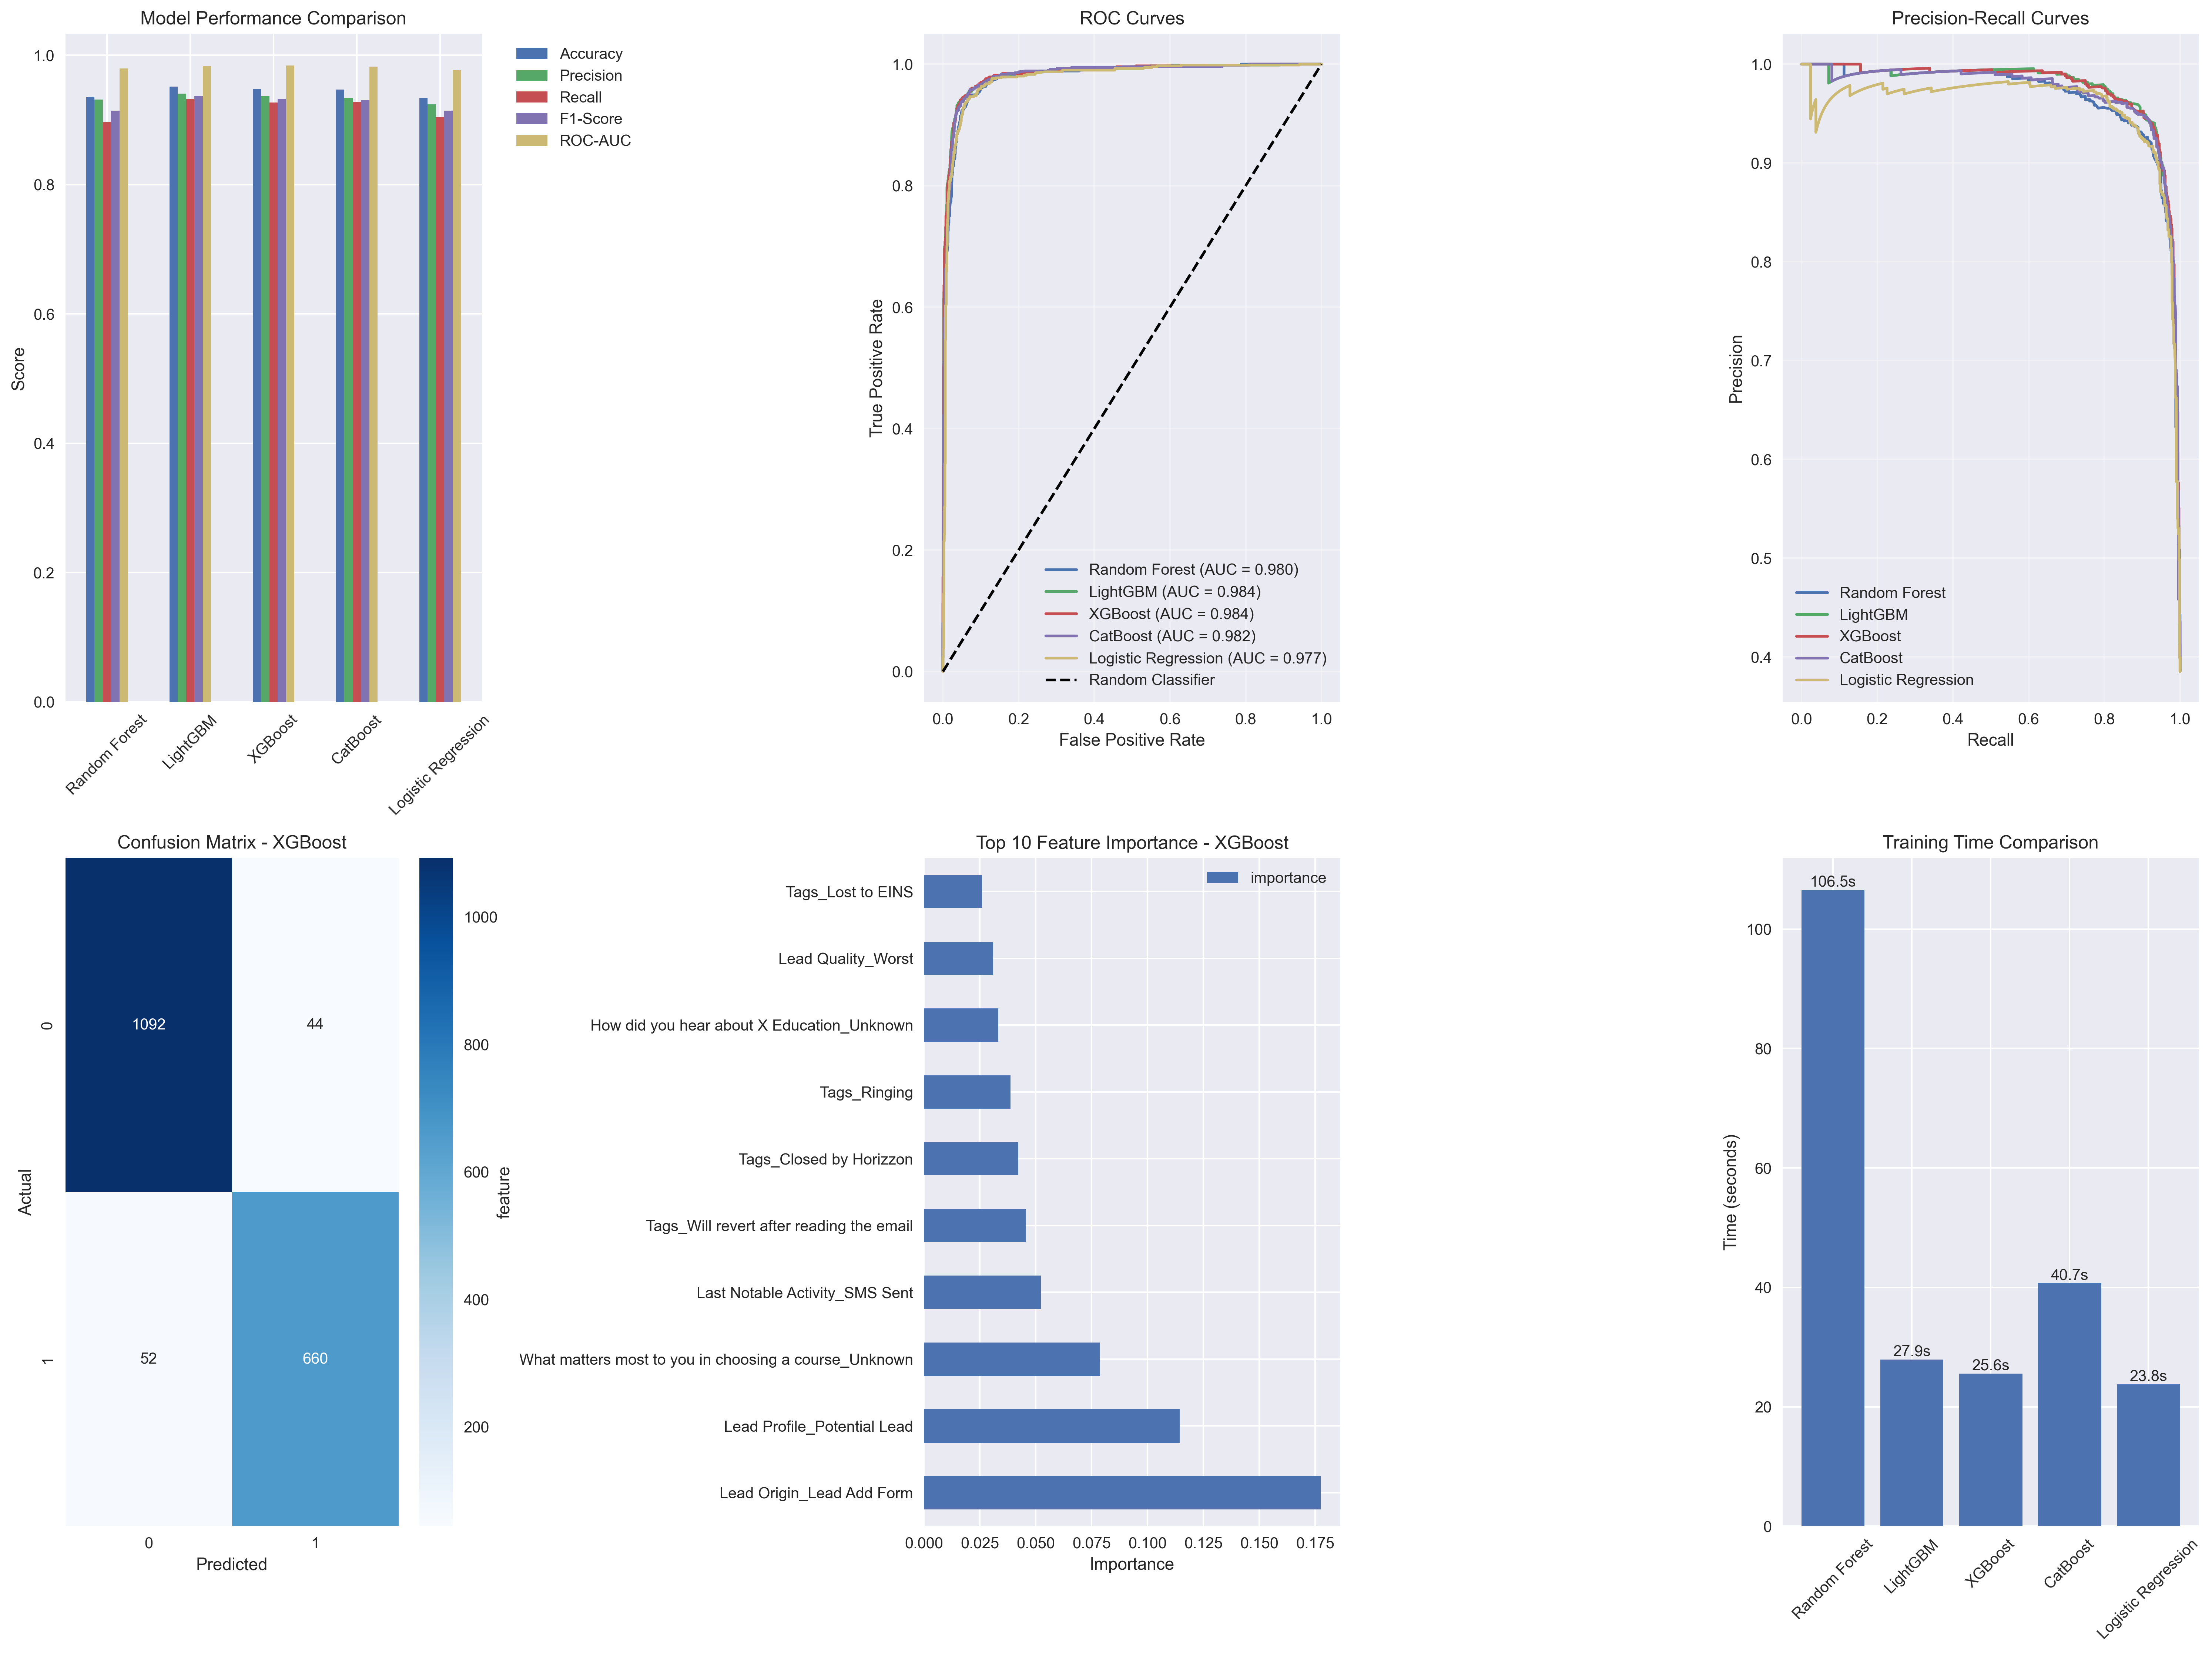 Model Performance Comparison
Score
1.0
0.8
0.6
0.4
0.2
0.0
Random Forest
LightGBM
XGBoost
CatBoost
Logistic Regression
Accuracy
Precision
Recall
F1-Score
ROC-AUC
ROC Curves
True Positive Rate
1.0
0.8
0.6
0.4
0.2
0.0
Random Forest (AUC = 0.980)
LightGBM (AUC = 0.984)
XGBoost (AUC = 0.984)
CatBoost (AUC = 0.982)
Logistic Regression (AUC = 0.977)
Random Classifier
0.0 0.2 0.4 0.6 0.8 1.0
False Positive Rate
Precision-Recall Curves
Precision
1.0
0.9
0.8
0.7
0.6
0.5
0.4
Random Forest
LightGBM
XGBoost
CatBoost
Logistic Regression
0.0 0.2 0.4 0.6 0.8 1.0
Recall
Confusion Matrix - XGBoost
Actual
0
1
1092 44
52 660
0 1
Predicted
1000
800
600
400
200
Top 10 Feature Importance - XGBoost
feature
importance
Tags_Lost to EINS
Lead Quality_Worst
How did you hear about X Education_Unknown
Tags_Ringing
Tags_Closed by Horizzon
Tags_Will revert after reading the email
Last Notable Activity_SMS Sent
What matters most to you in choosing a course_Unknown
Lead Profile_Potential Lead
Lead Origin_Lead Add Form
0.000 0.025 0.050 0.075 0.100 0.125 0.150 0.175
Importance
Training Time Comparison
Time (seconds)
100
80
60
40
20
0
106.5s
27.9s
25.6s
40.7s
23.8s
Random Forest
LightGBM
XGBoost
CatBoost
Logistic Regression